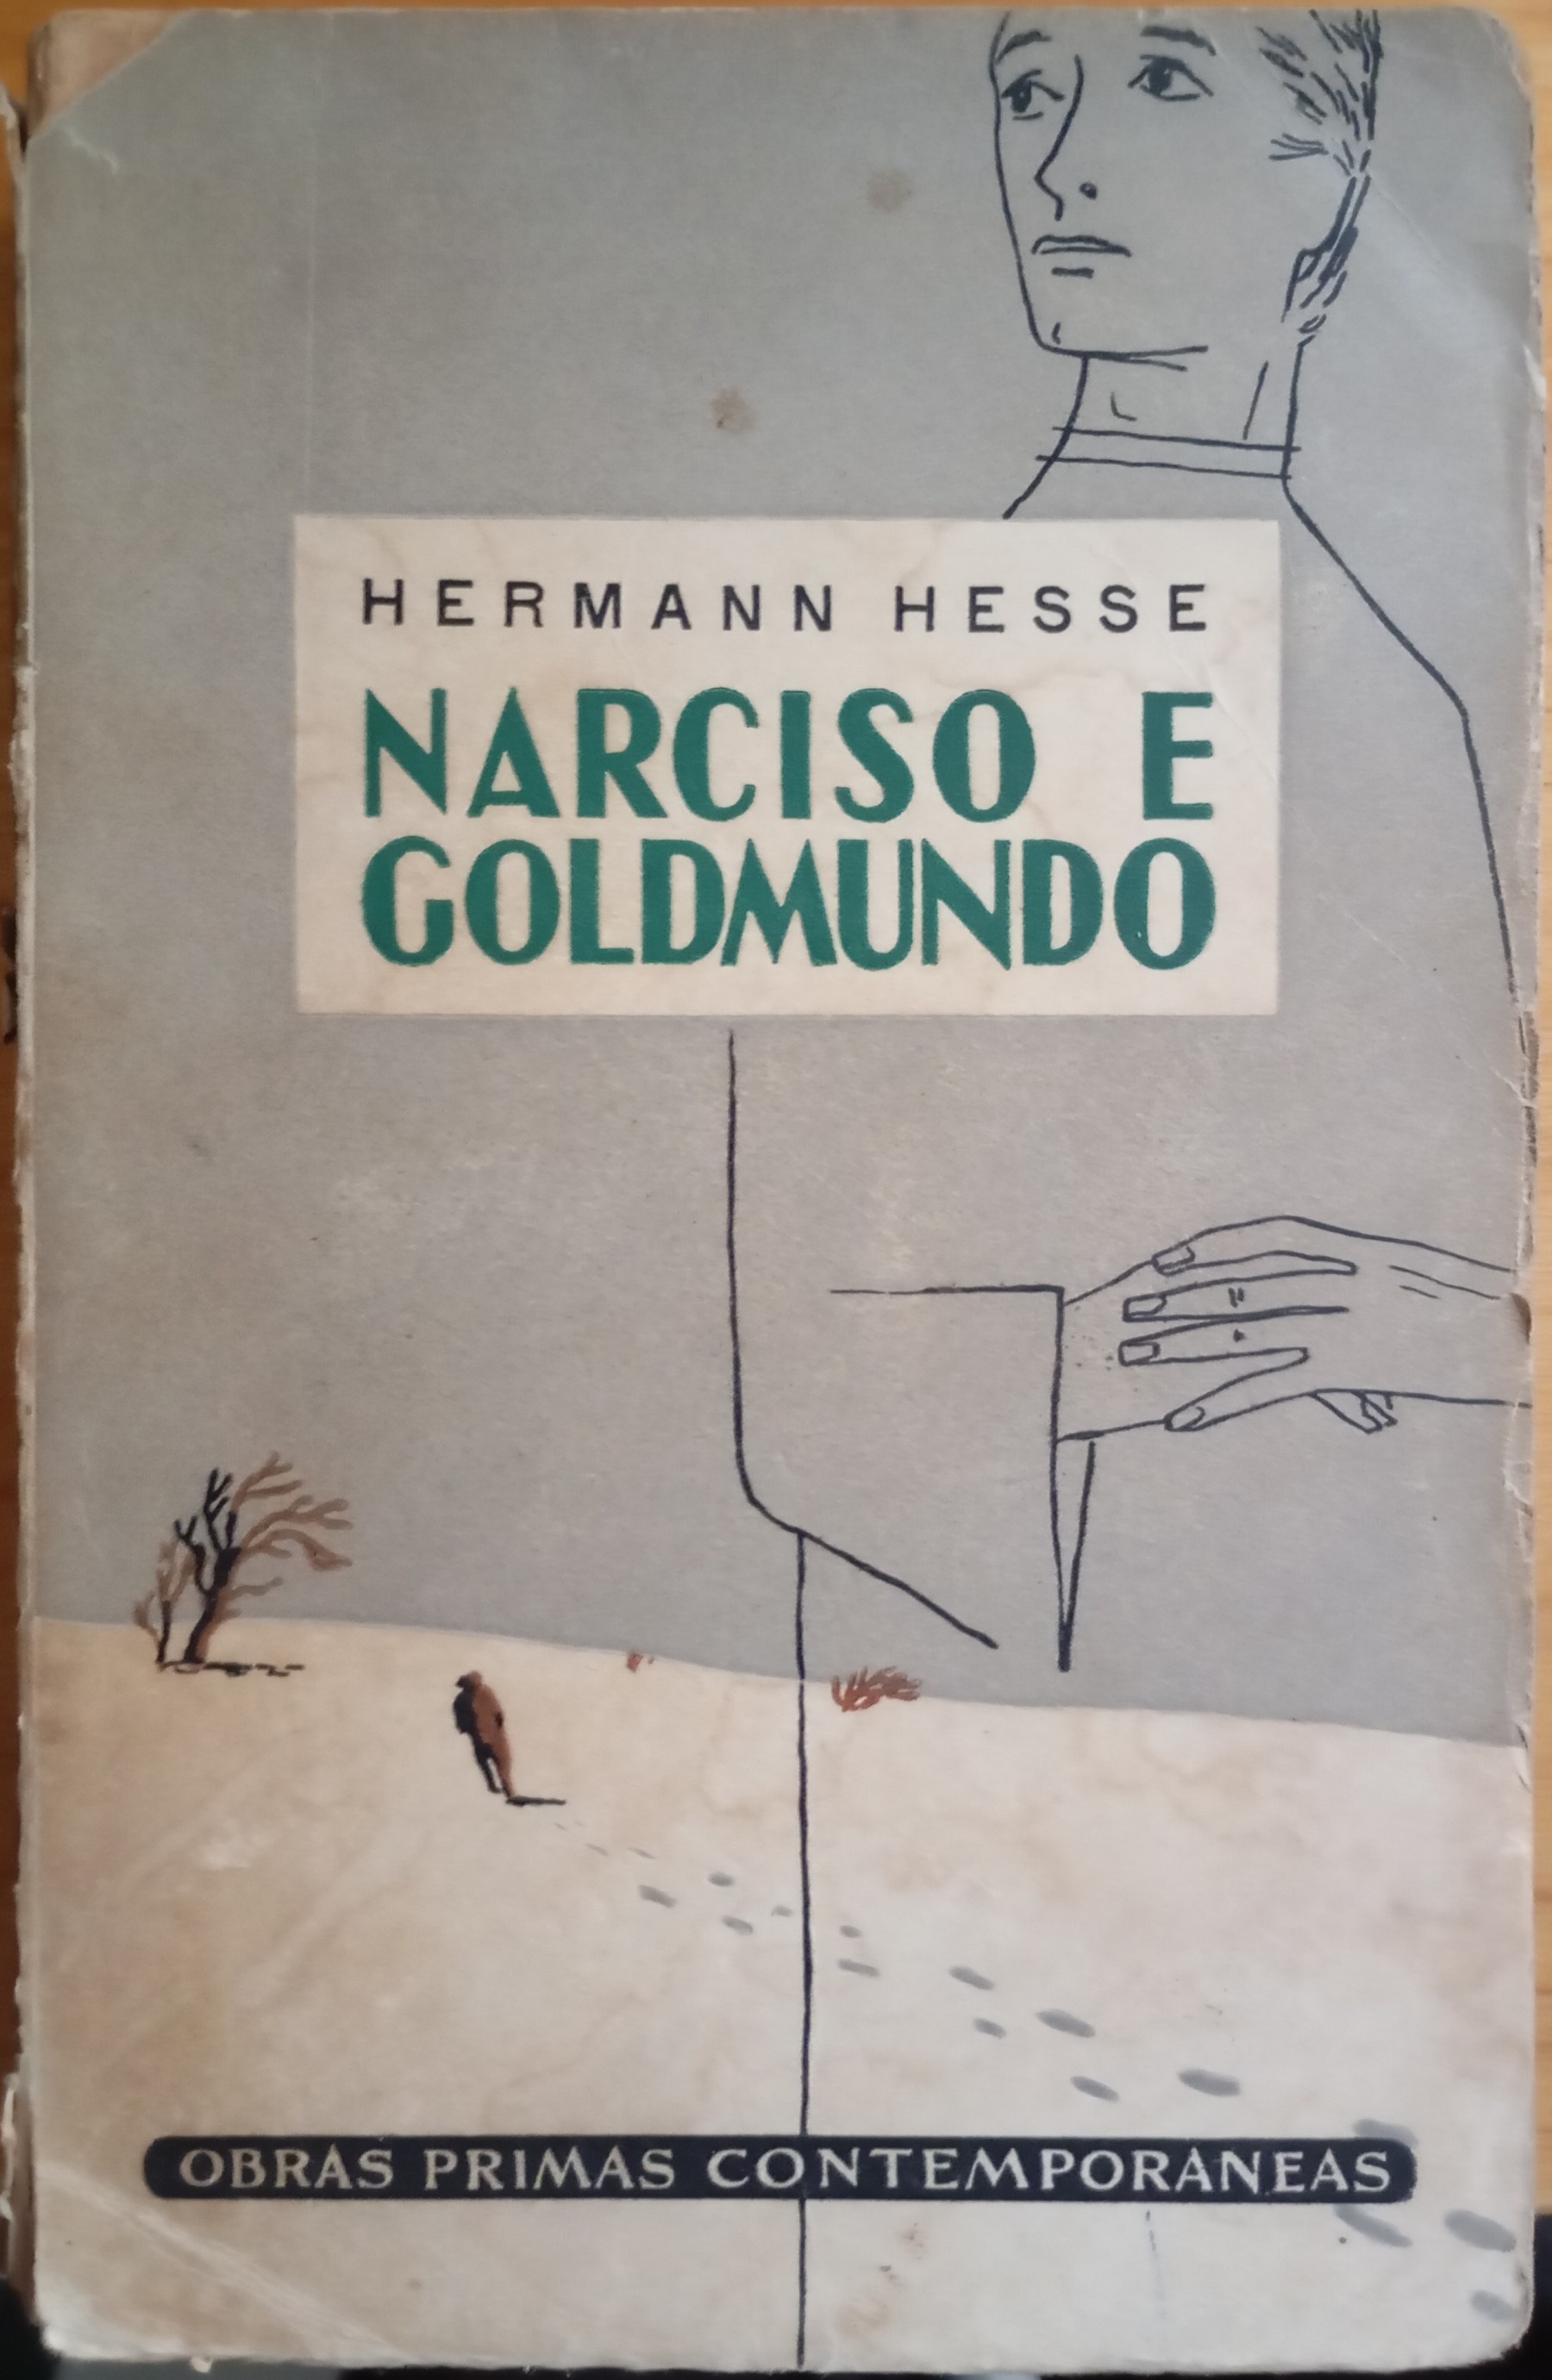 HERMANN HESSE
NARCISO E
GOLDMUNDO
OBRAS PRIMAS CONTEMPORANEAS